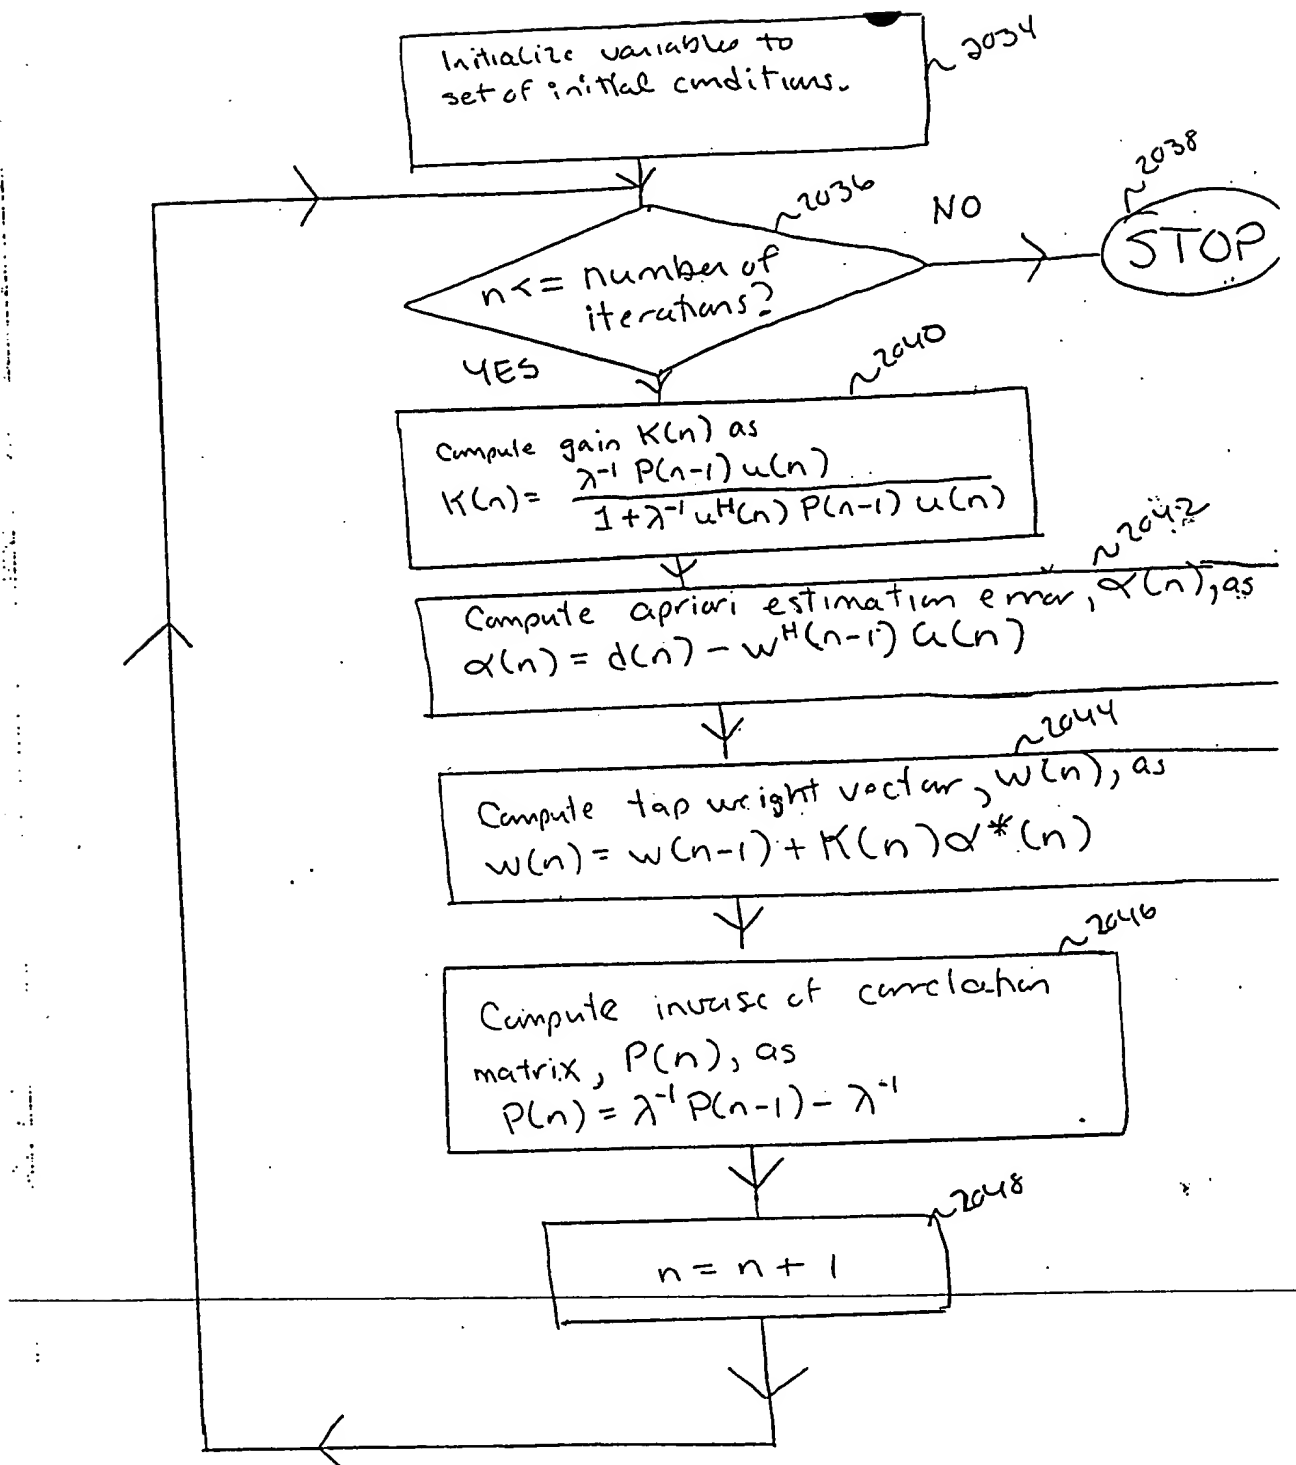 Initialize variables to
set of initial conditions.
~2034
~2036
n<= number of
iterations?
NO
~2038
STOP
YES
~2040
Compute gain K(n) as
K(n)= λ⁻¹ P(n-1) u(n)
1+λ⁻¹ uᴴ(n) P(n-1) u(n)
~2042
Compute apriori estimation error, α(n), as
α(n) = d(n) - wᴴ(n-1) u(n)
~2044
Compute tap weight vector, w(n), as
w(n) = w(n-1) + K(n)α*(n)
~2046
Compute inverse of correlation
matrix, P(n), as
P(n) = λ⁻¹ P(n-1) - λ⁻¹
~2048
n = n + 1